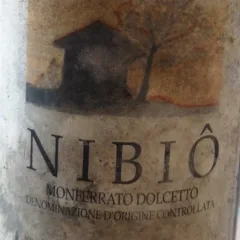 NIBIÔ
MONFERRATO DOLCETTO
DENOMINAZIONE D'ORIGINE CONTROLLATA